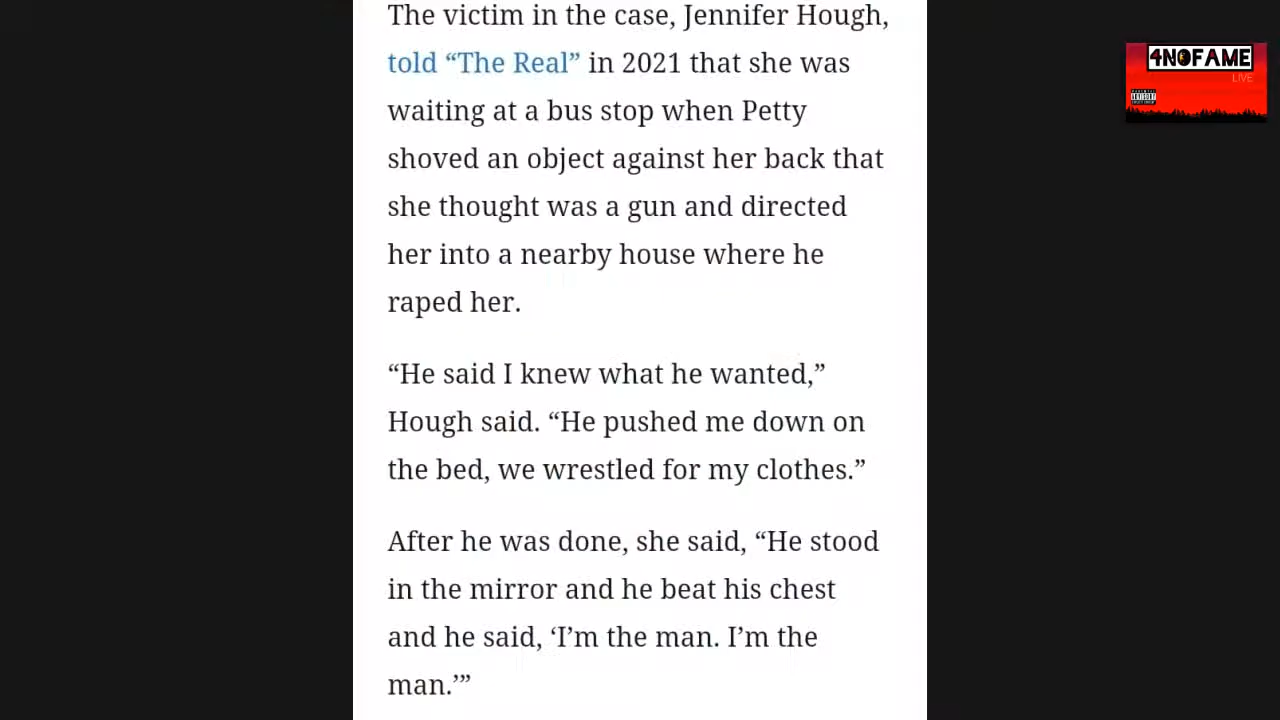 The victim in the case, Jennifer Hough,
told “The Real” in 2021 that she was
waiting at a bus stop when Petty
shoved an object against her back that
she thought was a gun and directed
her into a nearby house where he
raped her.
“He said I knew what he wanted,”
Hough said. “He pushed me down on
the bed, we wrestled for my clothes.”
After he was done, she said, “He stood
in the mirror and he beat his chest
and he said, ‘I’m the man. I’m the
man.’”
4NOFAME
LIVE